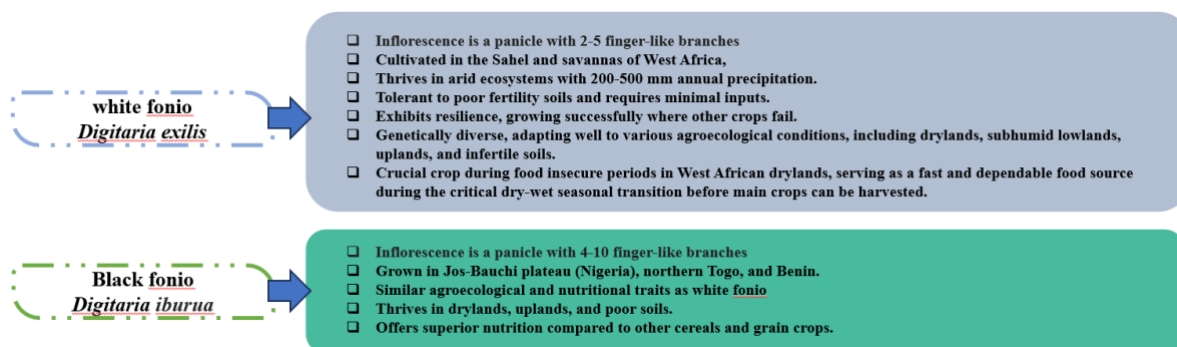 white fonio
Digitaria exilis
❑ Inflorescence is a panicle with 2-5 finger-like branches
❑ Cultivated in the Sahel and savannas of West Africa,
❑ Thrives in arid ecosystems with 200-500 mm annual precipitation.
❑ Tolerant to poor fertility soils and requires minimal inputs.
❑ Exhibits resilience, growing successfully where other crops fail.
❑ Genetically diverse, adapting well to various agroecological conditions, including drylands, subhumid lowlands,
uplands, and infertile soils.
❑ Crucial crop during food insecure periods in West African drylands, serving as a fast and dependable food source
during the critical dry-wet seasonal transition before main crops can be harvested.
Black fonio
Digitaria iburua
❑ Inflorescence is a panicle with 4-10 finger-like branches
❑ Grown in Jos-Bauchi plateau (Nigeria), northern Togo, and Benin.
❑ Similar agroecological and nutritional traits as white fonio
❑ Thrives in drylands, uplands, and poor soils.
❑ Offers superior nutrition compared to other cereals and grain crops.